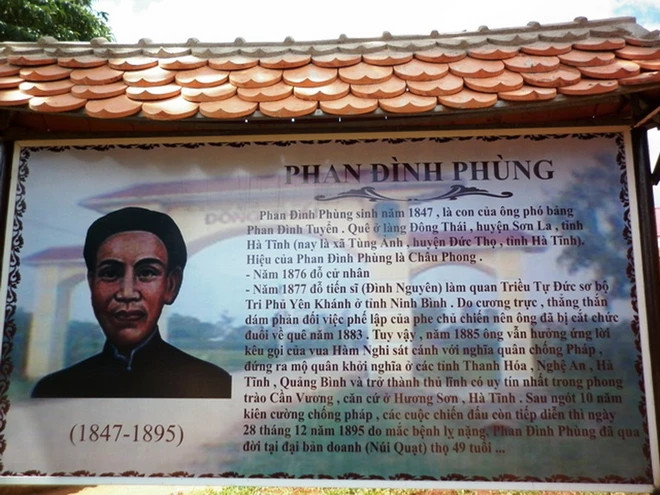 PHAN ĐÌNH PHÙNG
Phan Đình Phùng sinh năm 1847 , là con của ông phó bảng
Phan Đình Tuyển . Quê ở làng Đông Thái , huyện Sơn La , tỉnh
Hà Tĩnh (nay là xã Tùng Ảnh , huyện Đức Thọ , tỉnh Hà Tĩnh).
Hiệu của Phan Đình Phùng là Châu Phong .
- Năm 1876 đỗ cử nhân
- Năm 1877 đỗ tiến sĩ (Đình Nguyên) làm quan Triều Tự Đức sơ bộ
Tri Phủ Yên Khánh ở tỉnh Ninh Bình . Do cương trực , thẳng thắn
dám phản đối việc phế lập của phe chủ chiến nên ông đã bị cắt chức
đuổi về quê năm 1883 . Tuy vậy , năm 1885 ông vẫn hưởng ứng lời
kêu gọi của vua Hàm Nghi sát cánh với nghĩa quân chống Pháp .
đứng ra mộ quân khởi nghĩa ở các tỉnh Thanh Hóa , Nghệ An , Hà
Tĩnh , Quảng Bình và trở thành thủ lĩnh có uy tín nhất trong phong
trào Cần Vương , căn cứ ở Hương Sơn , Hà Tĩnh . Sau ngót 10 năm
kiên cường chống pháp , các cuộc chiến đấu còn tiếp diễn thì ngày
28 tháng 12 năm 1895 do mắc bệnh lỵ nặng, Phan Đình Phùng đã qua
đời tại đại bản doanh (Núi Quạt) thọ 49 tuổi ...
(1847-1895)